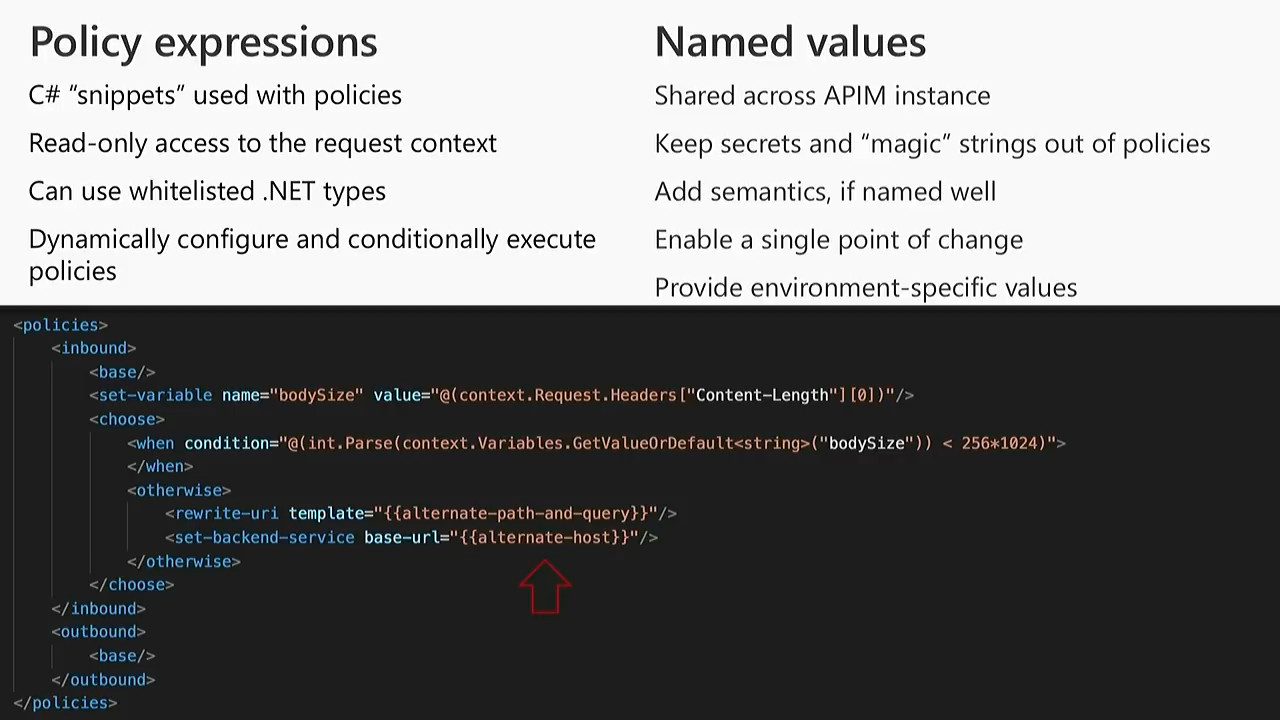 Policy expressions
C# “snippets” used with policies
Read-only access to the request context
Can use whitelisted .NET types
Dynamically configure and conditionally execute
policies
Named values
Shared across APIM instance
Keep secrets and “magic” strings out of policies
Add semantics, if named well
Enable a single point of change
Provide environment-specific values
<policies>
<inbound>
<base/>
<set-variable name="bodySize" value="@(context.Request.Headers["Content-Length"][0])"/>
<choose>
<when condition="@(int.Parse(context.Variables.GetValueOrDefault<string>("bodySize")) < 256*1024)">
</when>
<otherwise>
<rewrite-uri template="{{alternate-path-and-query}}"/>
<set-backend-service base-url="{{alternate-host}}"/>
</otherwise>
</choose>
</inbound>
<outbound>
<base/>
</outbound>
</policies>